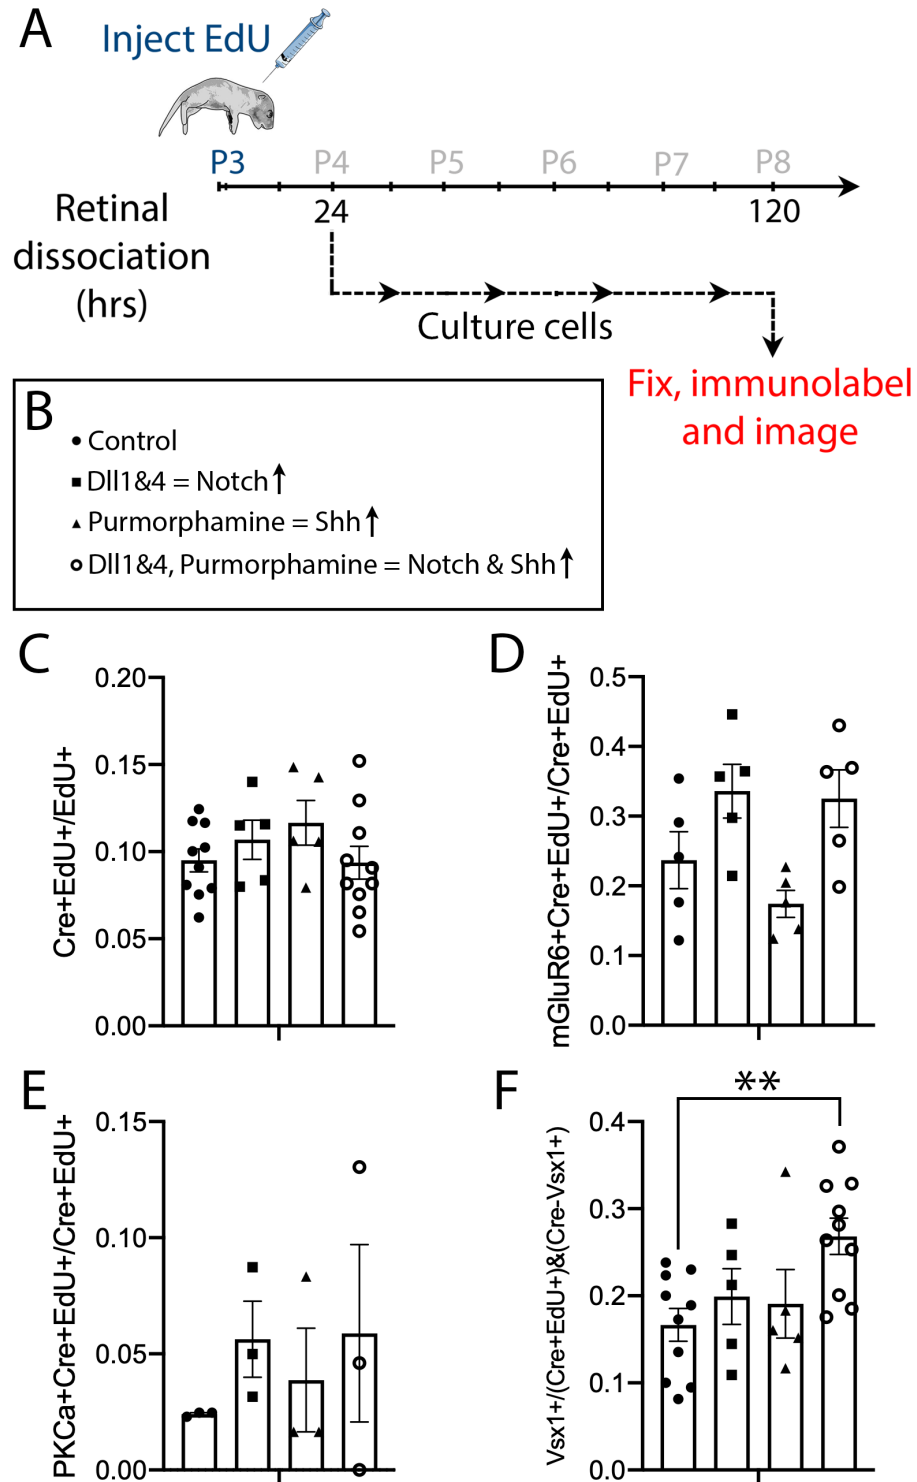 A
Inject EdU
P3 P4 P5 P6 P7 P8
24 120
Retinal
dissociation
(hrs)
Culture cells
Fix, immunolabel
and image
B
● Control
■ Dll1&4 = Notch↑
▲ Purmorphamine = Shh↑
○ Dll1&4, Purmorphamine = Notch & Shh↑
C
Cre+EdU+/EdU+
0.20
0.15
0.10
0.05
0.00
D
mGluR6+Cre+EdU+/Cre+EdU+
0.5
0.4
0.3
0.2
0.1
0.0
E
PKCa+Cre+EdU+/Cre+EdU+
0.15
0.10
0.05
0.00
F
**
Vsx1+/(Cre+EdU+)&(Cre-Vsx1+)
0.4
0.3
0.2
0.1
0.0